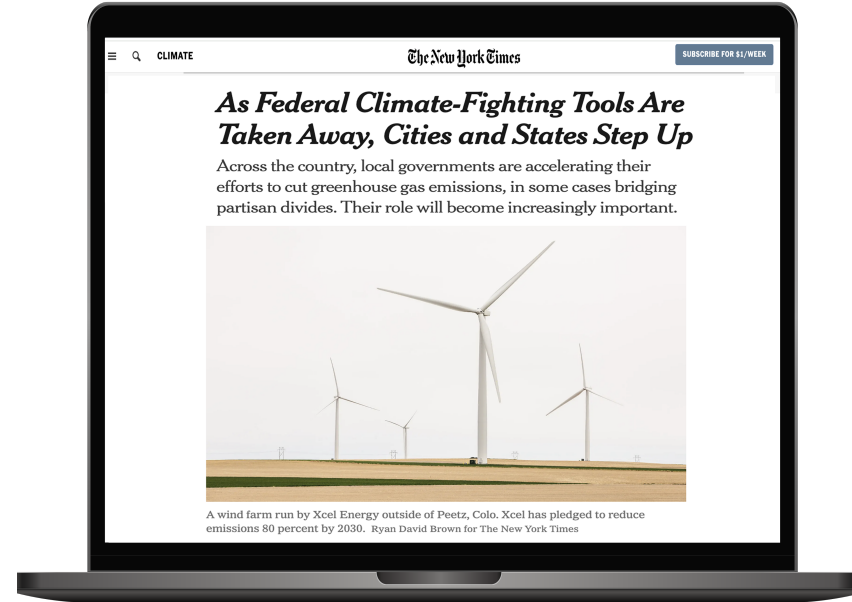 CLIMATE
The New York Times
SUBSCRIBE FOR $1/WEEK
As Federal Climate-Fighting Tools Are
Taken Away, Cities and States Step Up
Across the country, local governments are accelerating their
efforts to cut greenhouse gas emissions, in some cases bridging
partisan divides. Their role will become increasingly important.
A wind farm run by Xcel Energy outside of Peetz, Colo. Xcel has pledged to reduce
emissions 80 percent by 2030. Ryan David Brown for The New York Times